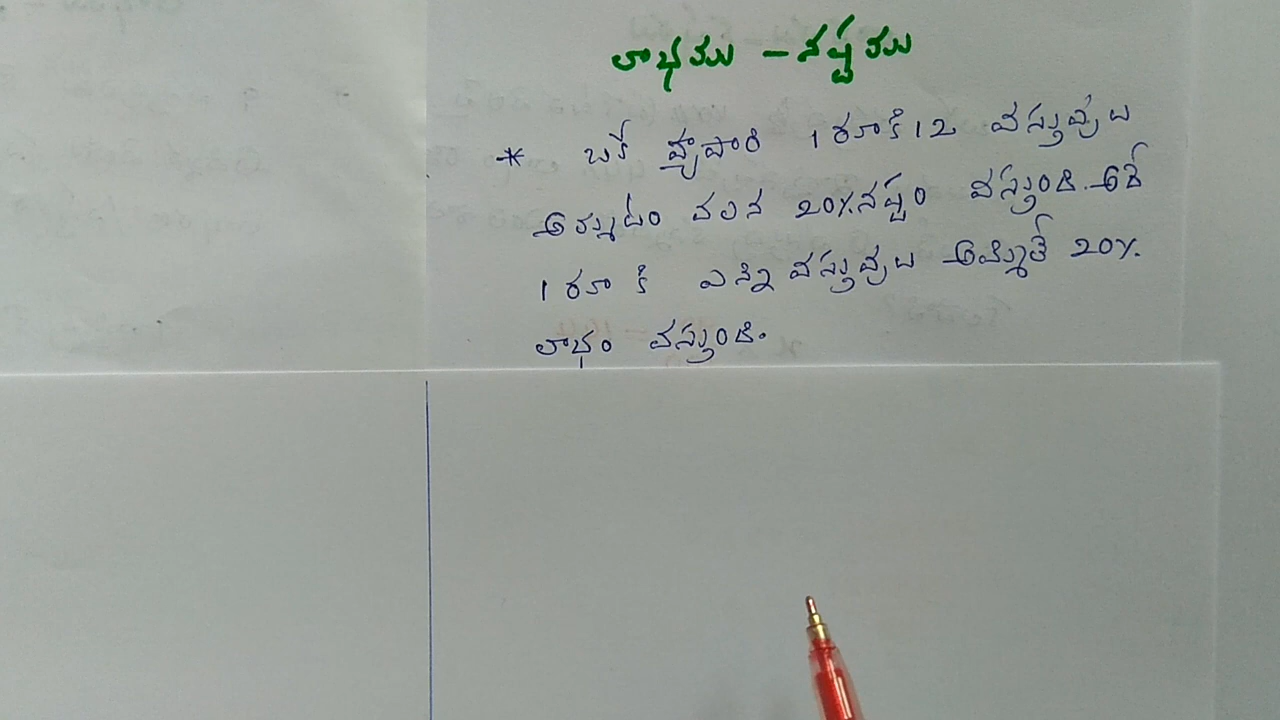 లాభము - నష్టము
* ఒక వ్యాపారి 1 రూ కి 12 వస్తువులు
అమ్మటం వలన 20% నష్టం వస్తుంది. అతడే
1 రూ కి ఎన్ని వస్తువులు అమ్మితే 20%
లాభం వస్తుంది.